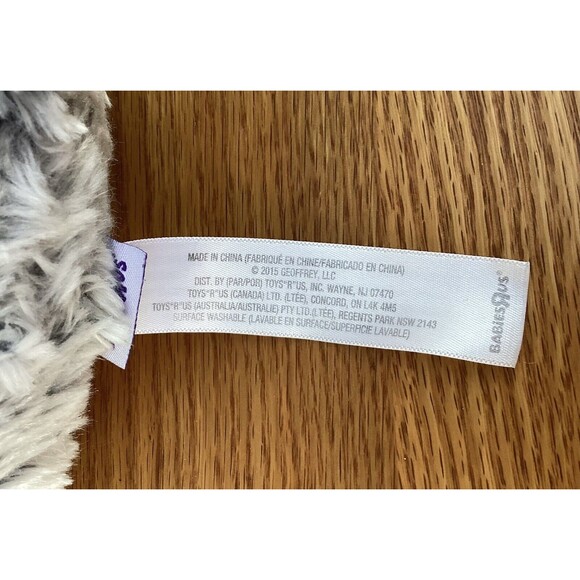 MADE IN CHINA (FABRIQUÉ EN CHINE/FABRICADO EN CHINA)
© 2015 GEOFFREY, LLC
DIST. BY (PAR/POR) TOYS"R"US, INC. WAYNE, NJ 07470
TOYS"R"US (CANADA) LTD. (LTÉE), CONCORD, ON L4K 4M5
TOYS"R"US (AUSTRALIA/AUSTRALIE) PTY LTD.(LTÉE), REGENTS PARK NSW 2143
SURFACE WASHABLE (LAVABLE EN SURFACE/SUPERFICIE LAVABLE)
BABIES"R"US®